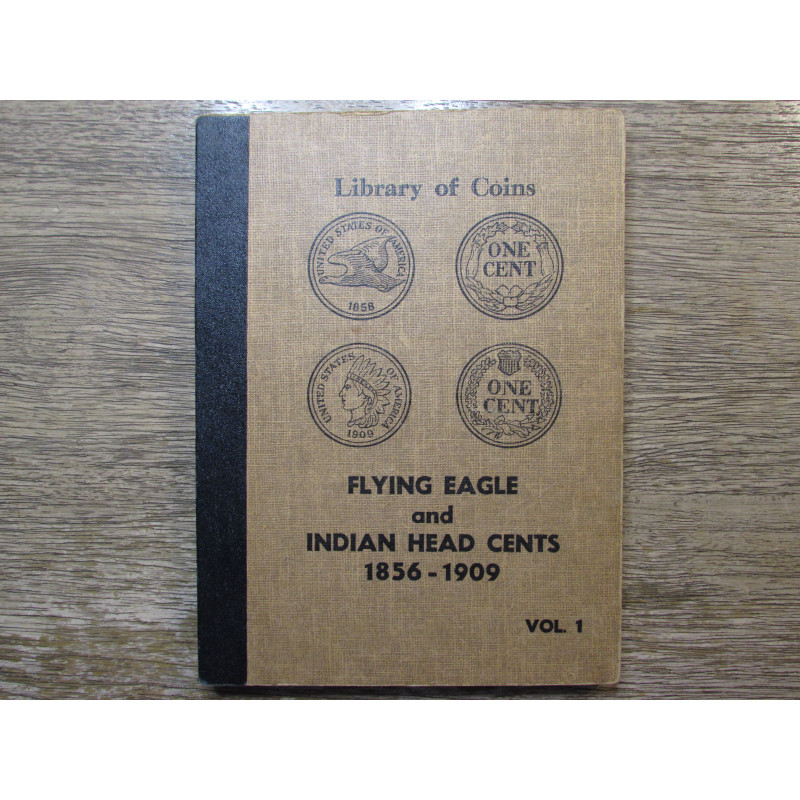 Library of Coins
UNITED STATES OF AMERICA
1858
ONE
CENT
UNITED STATES OF AMERICA
1909
ONE
CENT
FLYING EAGLE
and
INDIAN HEAD CENTS
1856-1909
VOL. 1